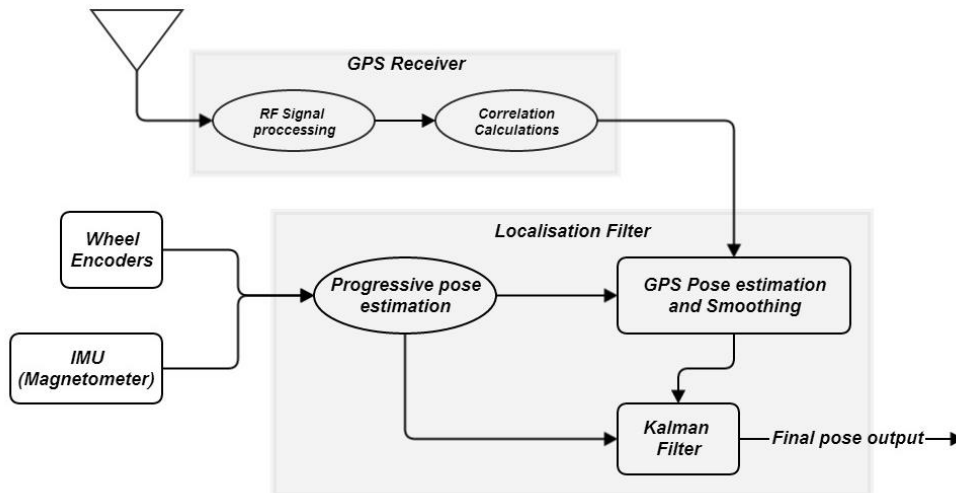 GPS Receiver
RF Signal
proccessing
Correlation
Calculations
Wheel
Encoders
Localisation Filter
Progressive pose
estimation
GPS Pose estimation
and Smoothing
IMU
(Magnetometer)
Kalman
Filter
Final pose output